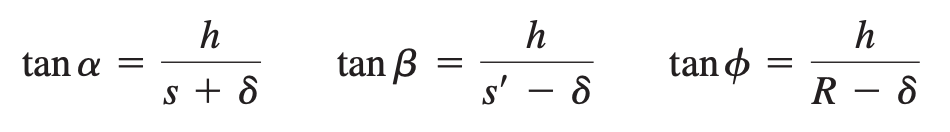 tan α = h / (s + δ)    tan β = h / (s′ − δ)    tan ϕ = h / (R − δ)